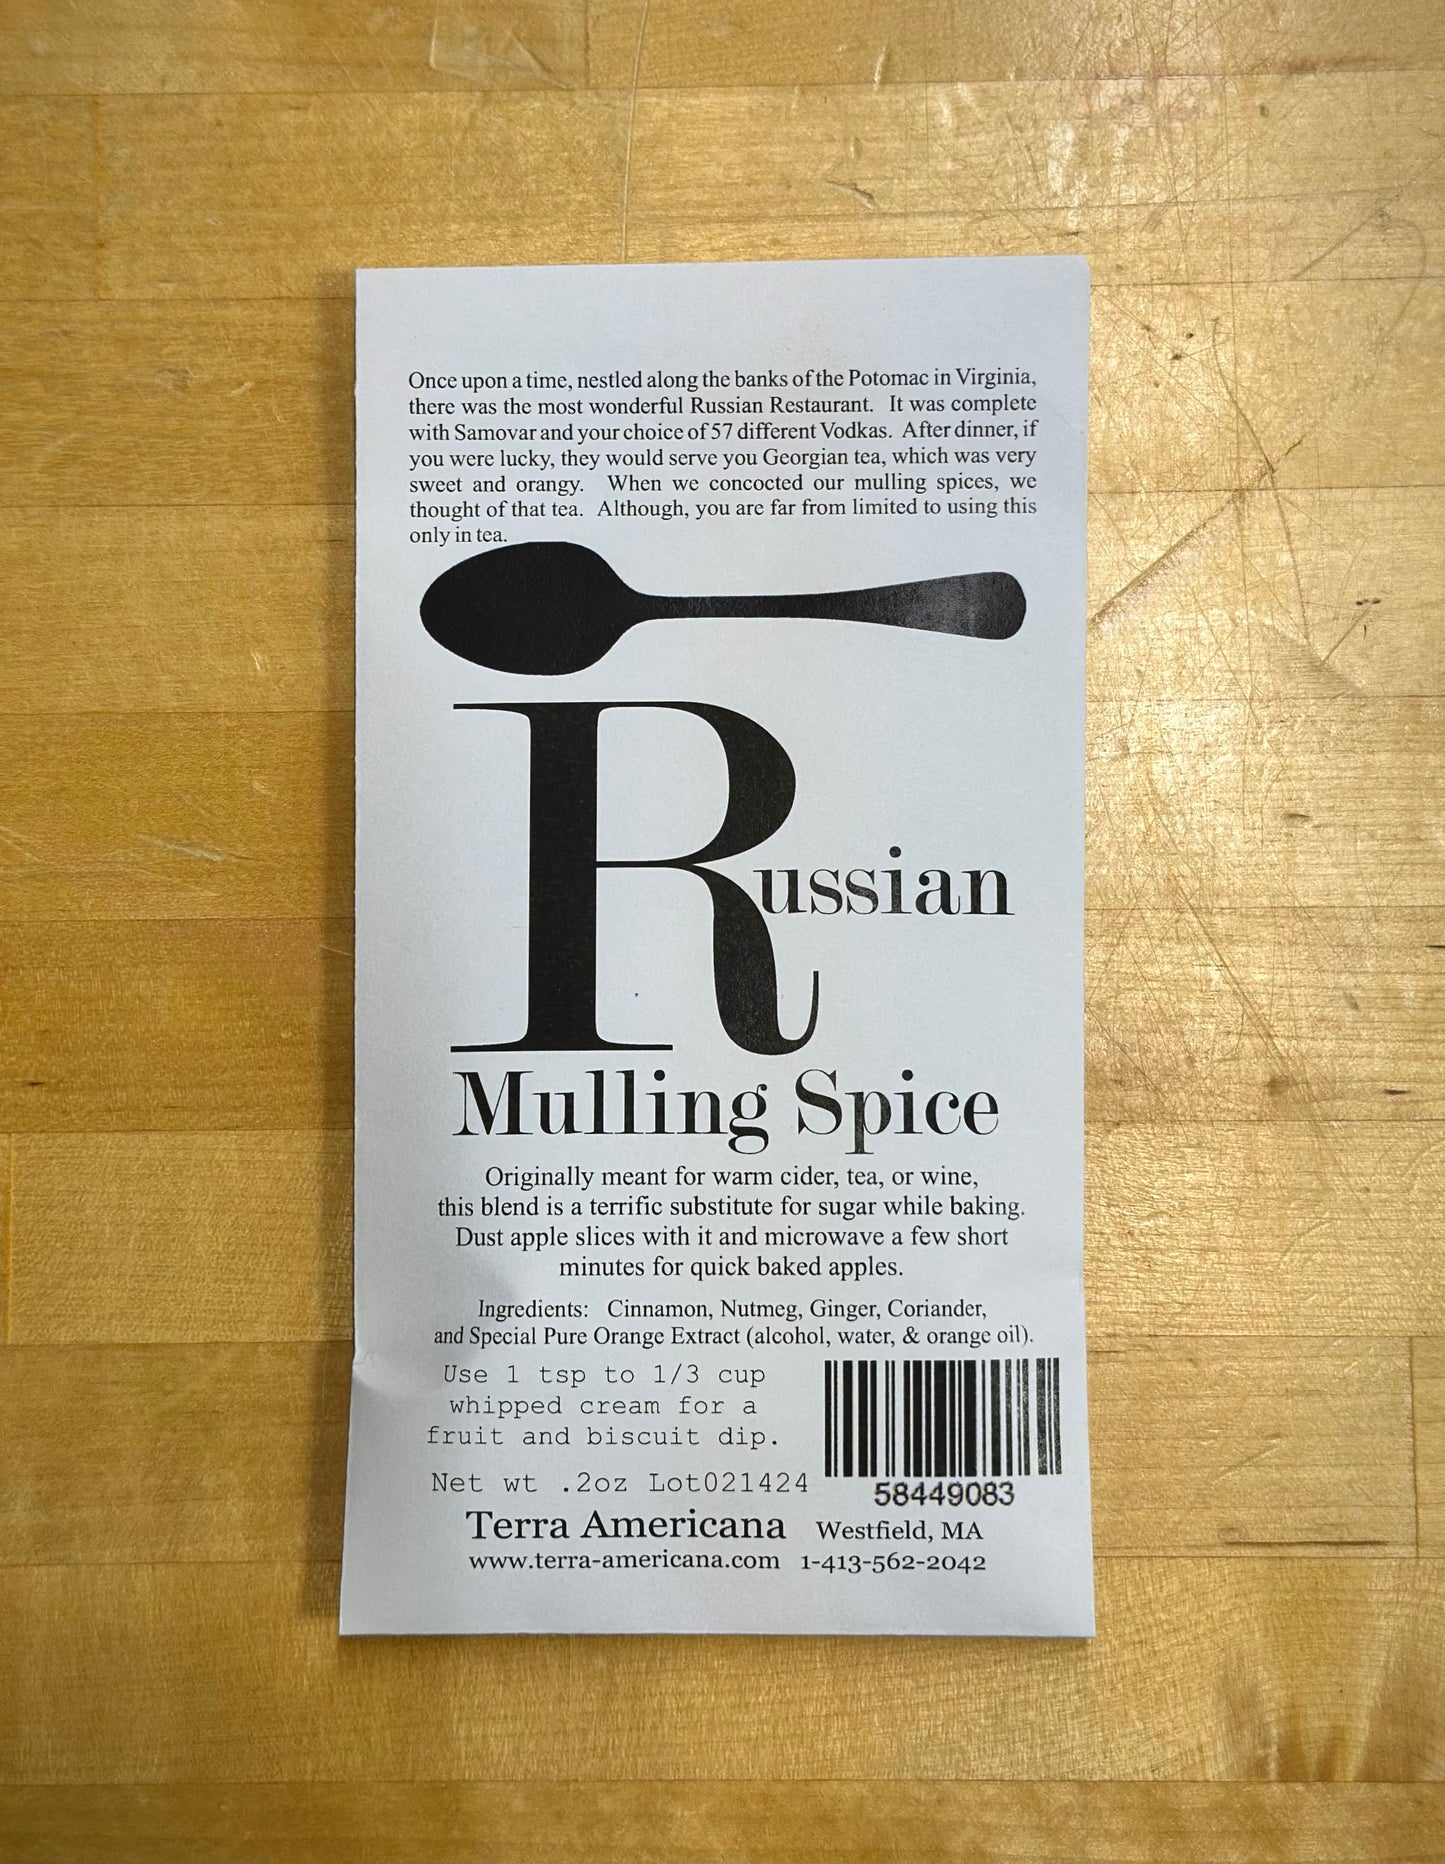 Once upon a time, nestled along the banks of the Potomac in Virginia,
there was the most wonderful Russian Restaurant. It was complete
with Samovar and your choice of 57 different Vodkas. After dinner, if
you were lucky, they would serve you Georgian tea, which was very
sweet and orangy. When we concocted our mulling spices, we
thought of that tea. Although, you are far from limited to using this
only in tea.
Russian
Mulling Spice
Originally meant for warm cider, tea, or wine,
this blend is a terrific substitute for sugar while baking.
Dust apple slices with it and microwave a few short
minutes for quick baked apples.
Ingredients: Cinnamon, Nutmeg, Ginger, Coriander,
and Special Pure Orange Extract (alcohol, water, & orange oil).
Use 1 tsp to 1/3 cup
whipped cream for a
fruit and biscuit dip.
Net wt .2oz Lot021424
58449083
Terra Americana Westfield, MA
www.terra-americana.com 1-413-562-2042